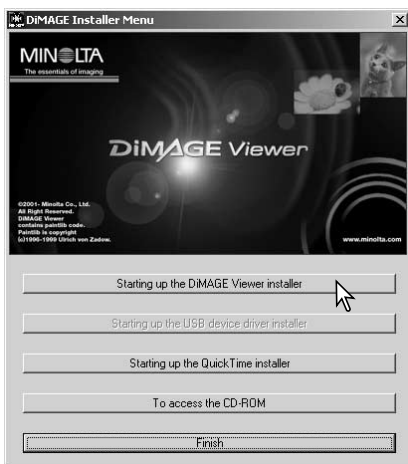 DiMAGE Installer Menu
MINOLTA
The essentials of imaging
DiMAGE Viewer
©2001- Minolta Co., Ltd.
All Right Reserved.
DiMAGE Viewer
contains paintlib code.
Paintlib is copyright
(c)1996-1999 Ulrich von Zadow.
www.minolta.com
Starting up the DiMAGE Viewer installer
Starting up the USB device driver installer
Starting up the QuickTime installer
To access the CD-ROM
Finish